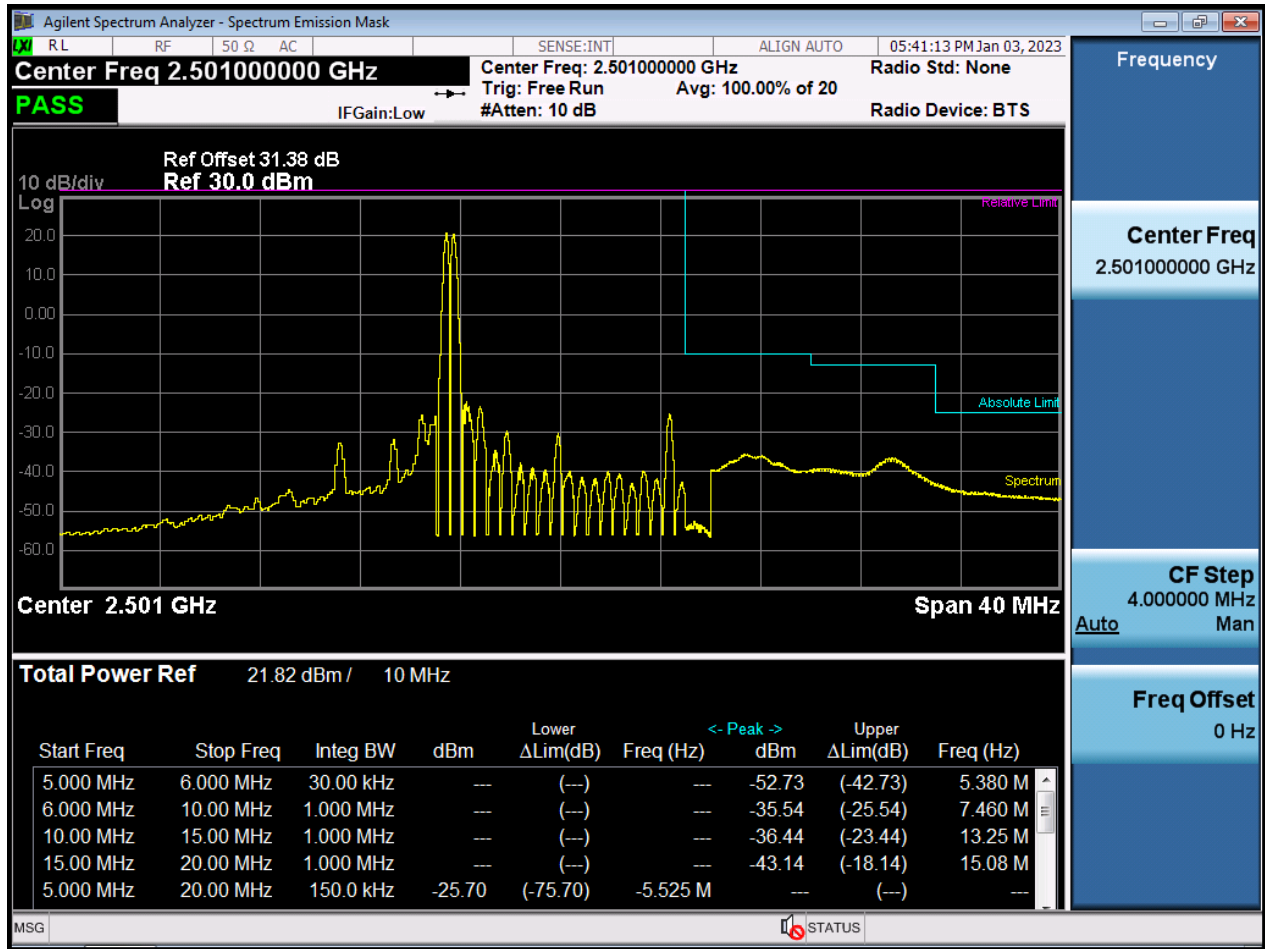 Agilent Spectrum Analyzer - Spectrum Emission Mask
LXI RL RF 50 Ω AC SENSE:INT ALIGN AUTO 05:41:13 PM Jan 03, 2023
Center Freq 2.501000000 GHz
Center Freq: 2.501000000 GHz
Radio Std: None
Trig: Free Run Avg: 100.00% of 20
PASS
IFGain:Low
#Atten: 10 dB
Radio Device: BTS
Ref Offset 31.38 dB
10 dB/div Ref 30.0 dBm
Log
Relative Limit
20.0
10.0
0.00
-10.0
-20.0
Absolute Limit
-30.0
-40.0
Spectrum
-50.0
-60.0
Center 2.501 GHz Span 40 MHz
Total Power Ref 21.82 dBm / 10 MHz
Lower <- Peak -> Upper
Start Freq Stop Freq Integ BW dBm ΔLim(dB) Freq (Hz) dBm ΔLim(dB) Freq (Hz)
5.000 MHz 6.000 MHz 30.00 kHz --- (---) --- -52.73 (-42.73) 5.380 M
6.000 MHz 10.00 MHz 1.000 MHz --- (---) --- -35.54 (-25.54) 7.460 M
10.00 MHz 15.00 MHz 1.000 MHz --- (---) --- -36.44 (-23.44) 13.25 M
15.00 MHz 20.00 MHz 1.000 MHz --- (---) --- -43.14 (-18.14) 15.08 M
5.000 MHz 20.00 MHz 150.0 kHz -25.70 (-75.70) -5.525 M --- (---) ---
MSG STATUS
Frequency
Center Freq
2.501000000 GHz
CF Step
4.000000 MHz
Auto Man
Freq Offset
0 Hz